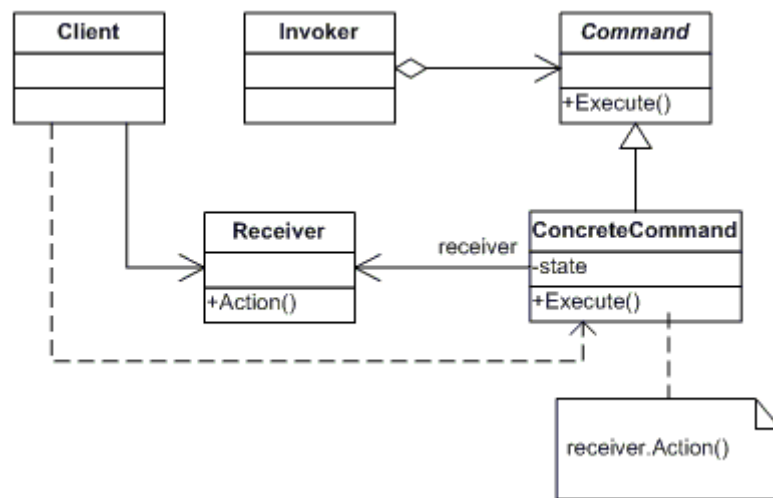 Client
Invoker
Command
+Execute()
Receiver
+Action()
receiver
ConcreteCommand
-state
+Execute()
receiver.Action()